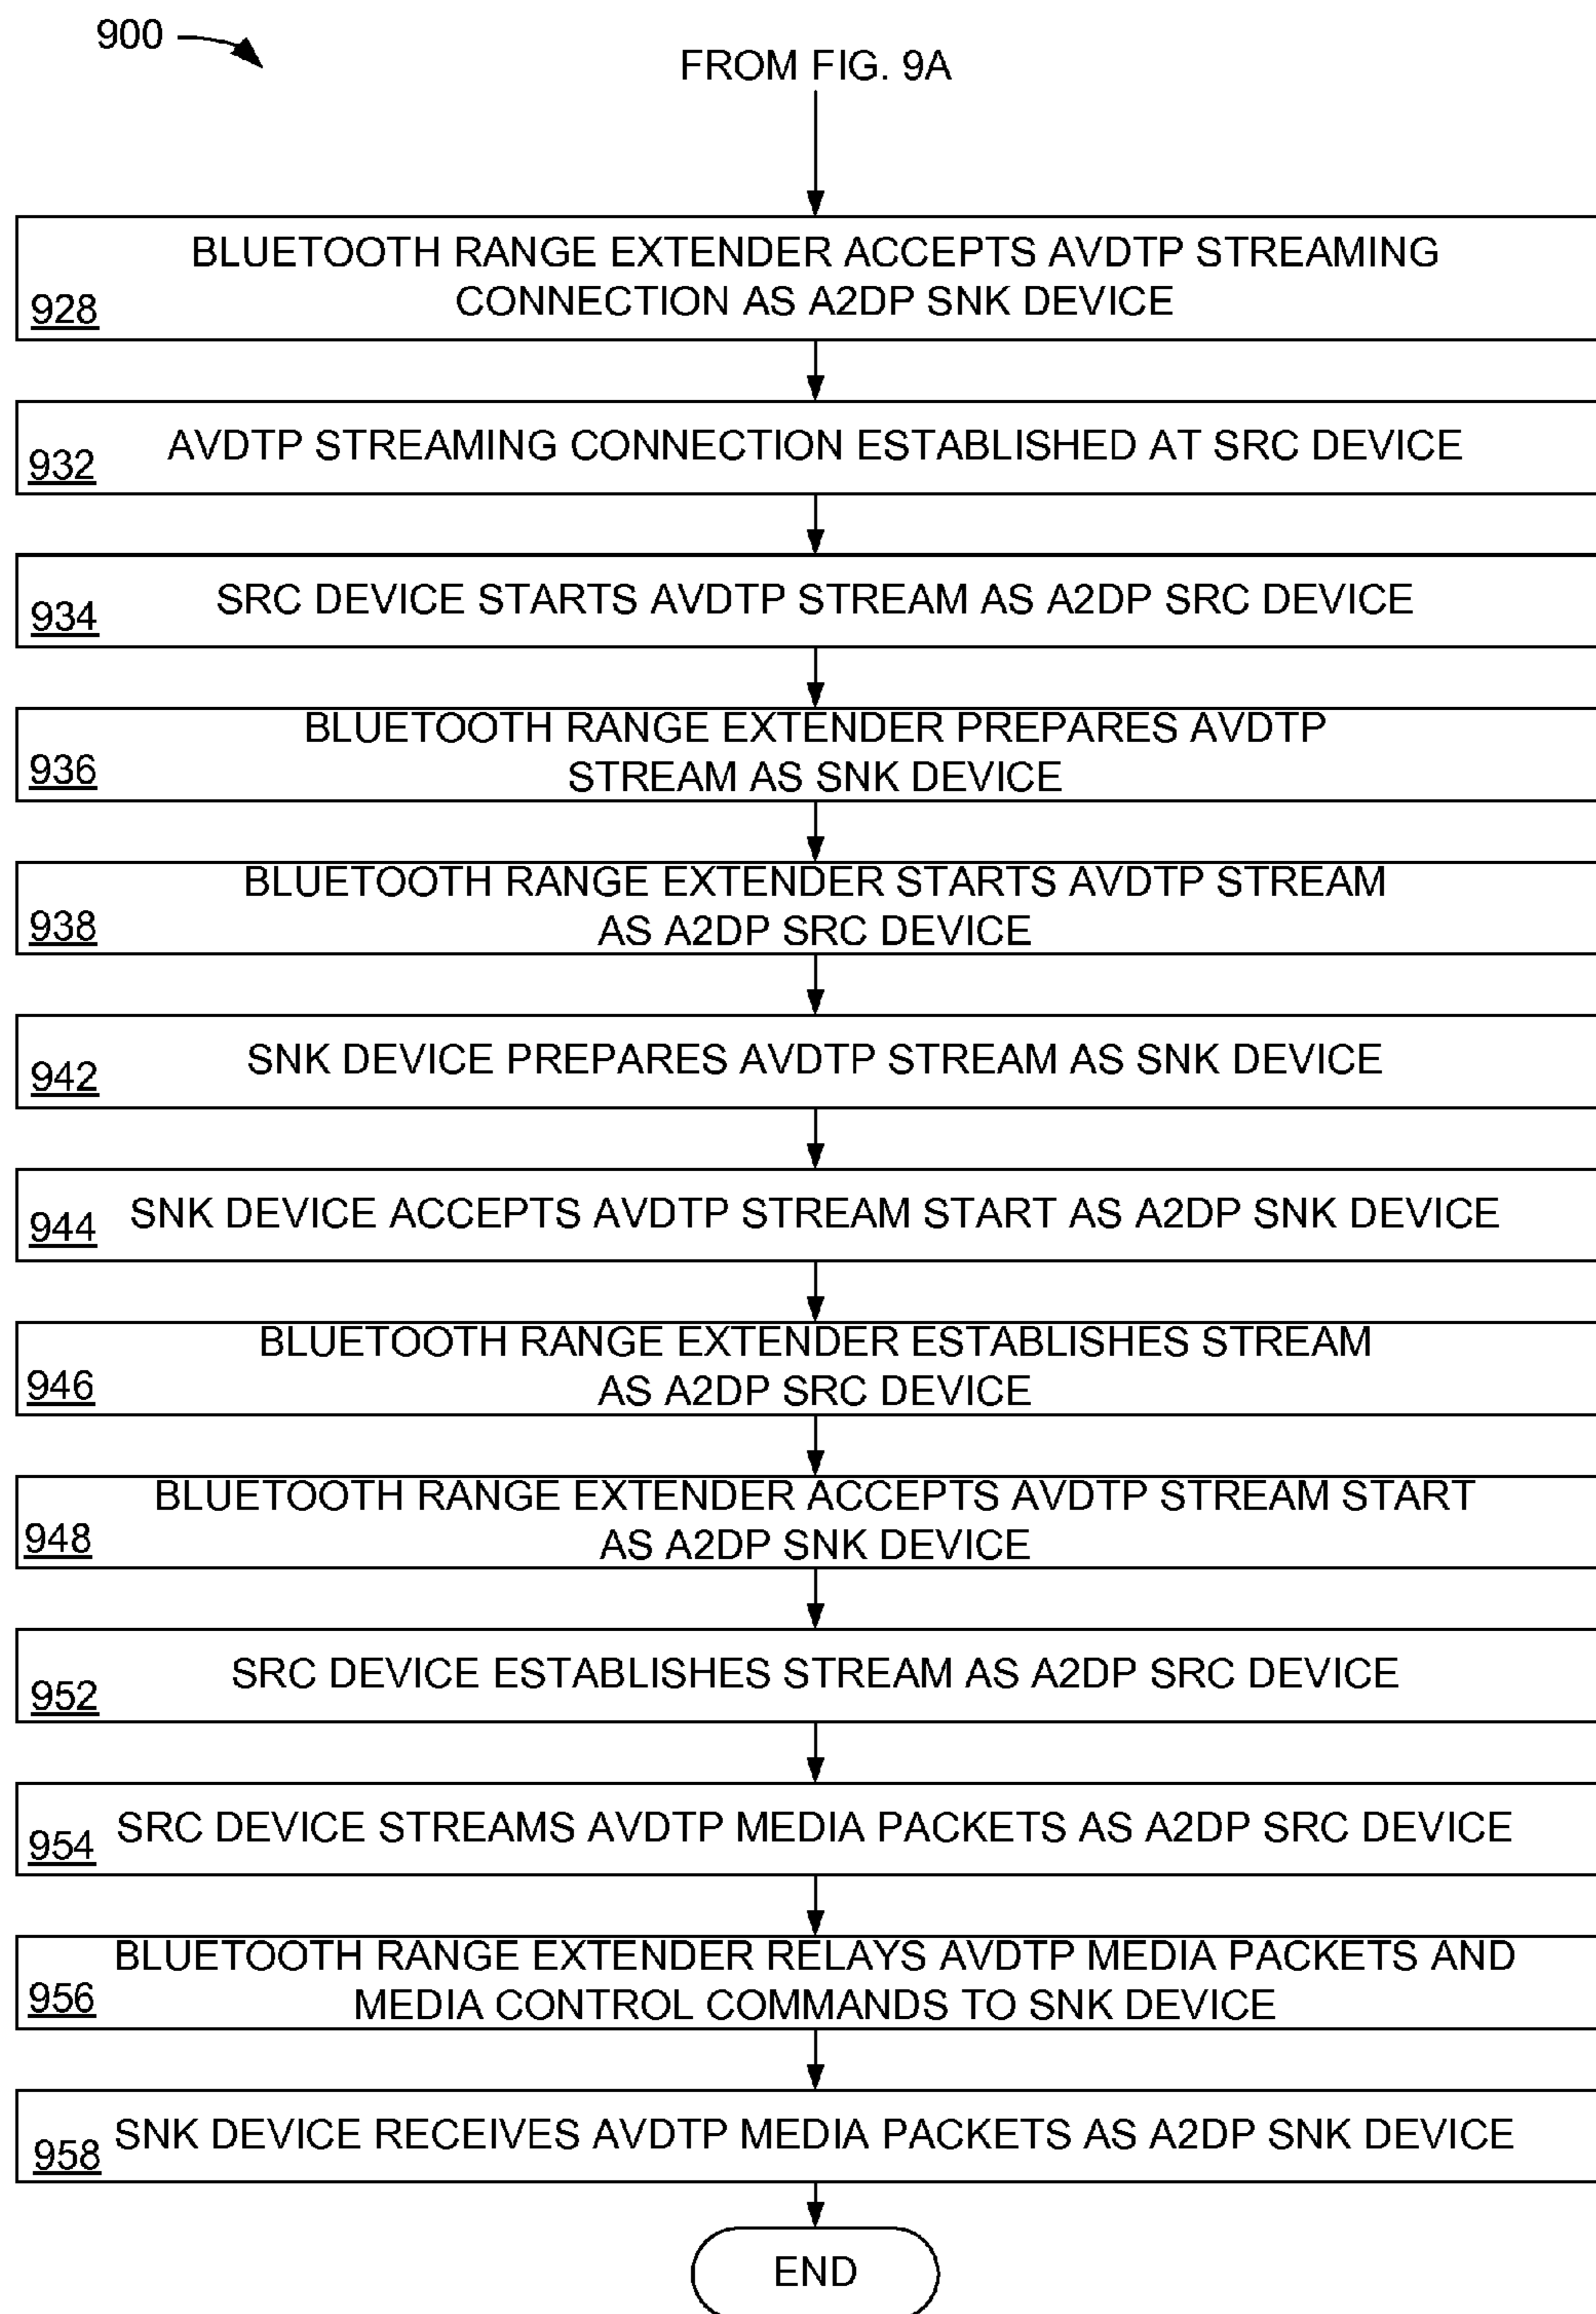 900
FROM FIG. 9A
BLUETOOTH RANGE EXTENDER ACCEPTS AVDTP STREAMING
CONNECTION AS A2DP SNK DEVICE
928
AVDTP STREAMING CONNECTION ESTABLISHED AT SRC DEVICE
932
SRC DEVICE STARTS AVDTP STREAM AS A2DP SRC DEVICE
934
BLUETOOTH RANGE EXTENDER PREPARES AVDTP
STREAM AS SNK DEVICE
936
BLUETOOTH RANGE EXTENDER STARTS AVDTP STREAM
AS A2DP SRC DEVICE
938
SNK DEVICE PREPARES AVDTP STREAM AS SNK DEVICE
942
SNK DEVICE ACCEPTS AVDTP STREAM START AS A2DP SNK DEVICE
944
BLUETOOTH RANGE EXTENDER ESTABLISHES STREAM
AS A2DP SRC DEVICE
946
BLUETOOTH RANGE EXTENDER ACCEPTS AVDTP STREAM START
AS A2DP SNK DEVICE
948
SRC DEVICE ESTABLISHES STREAM AS A2DP SRC DEVICE
952
SRC DEVICE STREAMS AVDTP MEDIA PACKETS AS A2DP SRC DEVICE
954
BLUETOOTH RANGE EXTENDER RELAYS AVDTP MEDIA PACKETS AND
MEDIA CONTROL COMMANDS TO SNK DEVICE
956
SNK DEVICE RECEIVES AVDTP MEDIA PACKETS AS A2DP SNK DEVICE
958
END